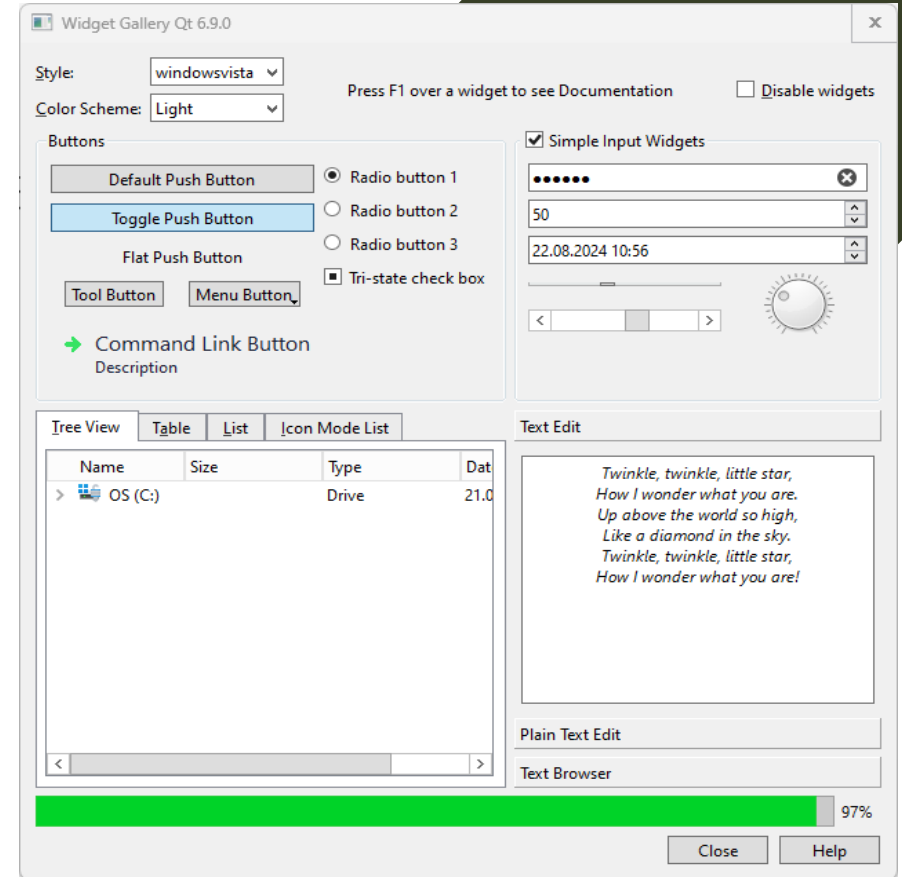 Widget Gallery Qt 6.9.0
Style: windowsvista
Press F1 over a widget to see Documentation
Disable widgets
Color Scheme: Light
Buttons
Default Push Button
Toggle Push Button
Flat Push Button
Tool Button
Menu Button
Command Link Button
Description
Radio button 1
Radio button 2
Radio button 3
Tri-state check box
Simple Input Widgets
••••••
50
22.08.2024 10:56
Tree View
Table
List
Icon Mode List
Name Size Type Dat
OS (C:) Drive 21.0
Text Edit
Twinkle, twinkle, little star,
How I wonder what you are.
Up above the world so high,
Like a diamond in the sky.
Twinkle, twinkle, little star,
How I wonder what you are!
Plain Text Edit
Text Browser
97%
Close
Help